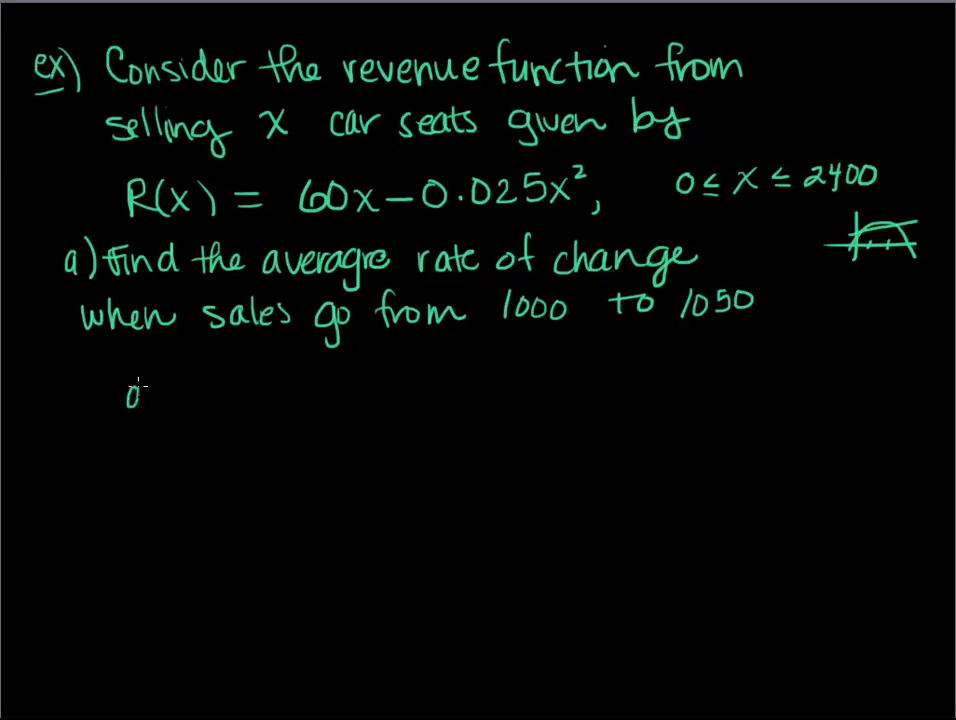 ex) Consider the revenue function from
selling x car seats given by
R(x) = 60x - 0.025x², 0 ≤ x ≤ 2400
a) find the averagre rate of change
when sales go from 1000 to 1050
a